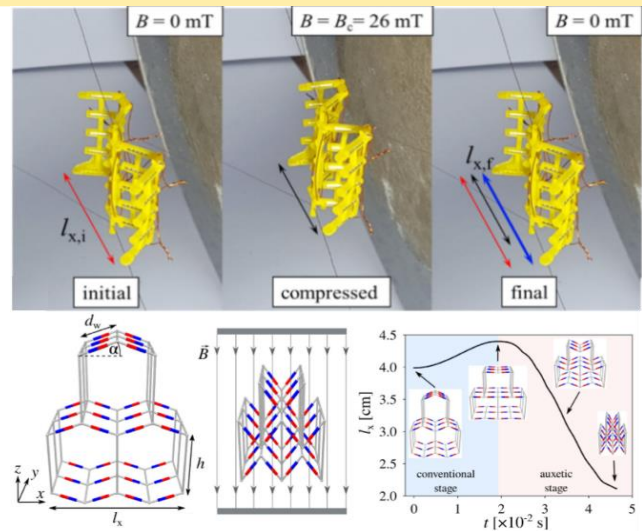 B = 0 mT
B = B_c = 26 mT
B = 0 mT
l_x,i
l_x,f
initial
compressed
final
d_w
α
h
z
y
x
l_x
B⃗
l_x [cm]
4.5
4.0
3.5
3.0
2.5
2.0
conventional stage
auxetic stage
0
1
2
3
4
5
t [×10⁻² s]